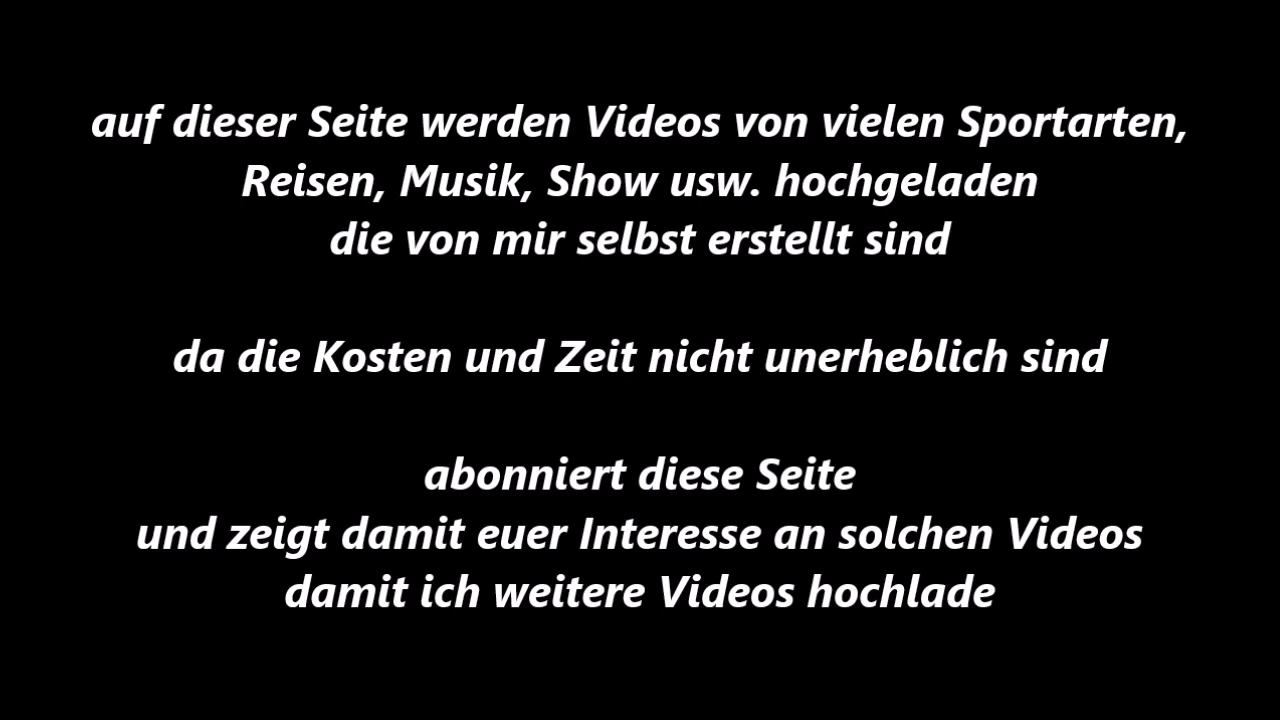 auf dieser Seite werden Videos von vielen Sportarten,
Reisen, Musik, Show usw. hochgeladen
die von mir selbst erstellt sind
da die Kosten und Zeit nicht unerheblich sind
abonniert diese Seite
und zeigt damit euer Interesse an solchen Videos
damit ich weitere Videos hochlade